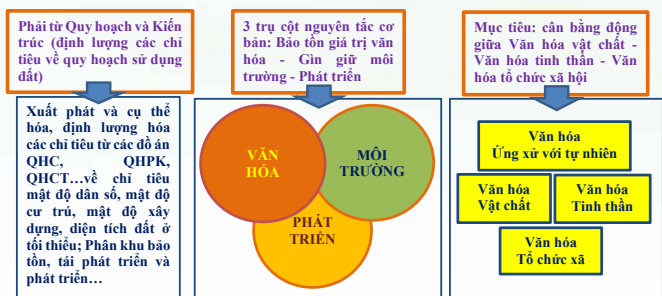 Phải từ Quy hoạch và Kiến
trúc (định lượng các chỉ
tiêu về quy hoạch sử dụng
đất)
Xuất phát và cụ thể
hóa, định lượng hóa
các chỉ tiêu từ các đồ án
QHC, QHPK,
QHCT…về chỉ tiêu
mật độ dân số, mật độ
cư trú, mật độ xây
dựng, diện tích đất ở
tối thiểu; Phân khu bảo
tồn, tái phát triển và
phát triển…
3 trụ cột nguyên tắc cơ
bản: Bảo tồn giá trị văn
hóa - Gìn giữ môi
trường - Phát triển
VĂN
HÓA
MÔI
TRƯỜNG
PHÁT
TRIỂN
Mục tiêu: cân bằng động
giữa Văn hóa vật chất -
Văn hóa tinh thần - Văn
hóa tổ chức xã hội
Văn hóa
Ứng xử với tự nhiên
Văn hóa
Vật chất
Văn hóa
Tinh thần
Văn hóa
Tổ chức xã